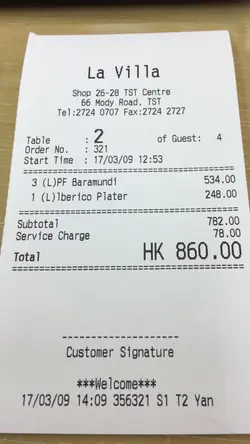 La Villa
Shop 26-28 TST Centre
66 Mody Road, TST
Tel:2724 0707 Fax:2724 2727
Table : 2 of Guest: 4
Order No. : 321
Start Time : 17/03/09 12:53
3 (L)PF Baramundi 534.00
1 (L)lberico Plater 248.00
Subtotal 782.00
Service Charge 78.00
Total HK 860.00
Customer Signature
***Welcome***
17/03/09 14:09 356321 S1 T2 Yan